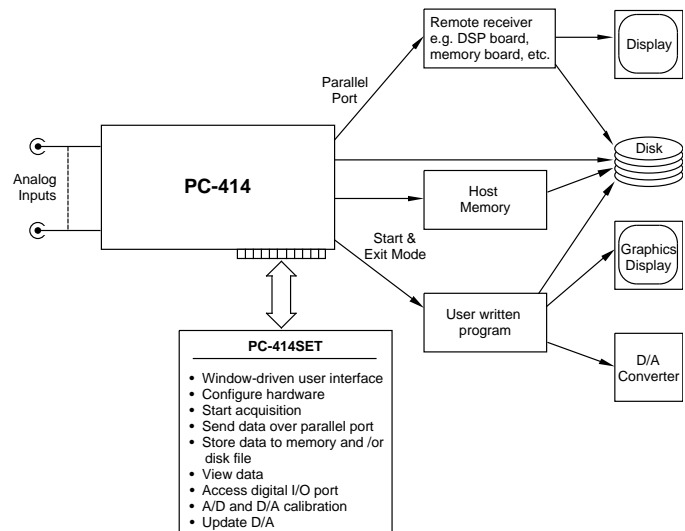 Remote receiver
e.g. DSP board,
memory board, etc.
Display
Parallel
Port
Disk
PC-414
Analog
Inputs
Host
Memory
Start &
Exit Mode
Graphics
Display
User written
program
D/A
Converter
PC-414SET
• Window-driven user interface
• Configure hardware
• Start acquisition
• Send data over parallel port
• Store data to memory and /or
disk file
• View data
• Access digital I/O port
• A/D and D/A calibration
• Update D/A